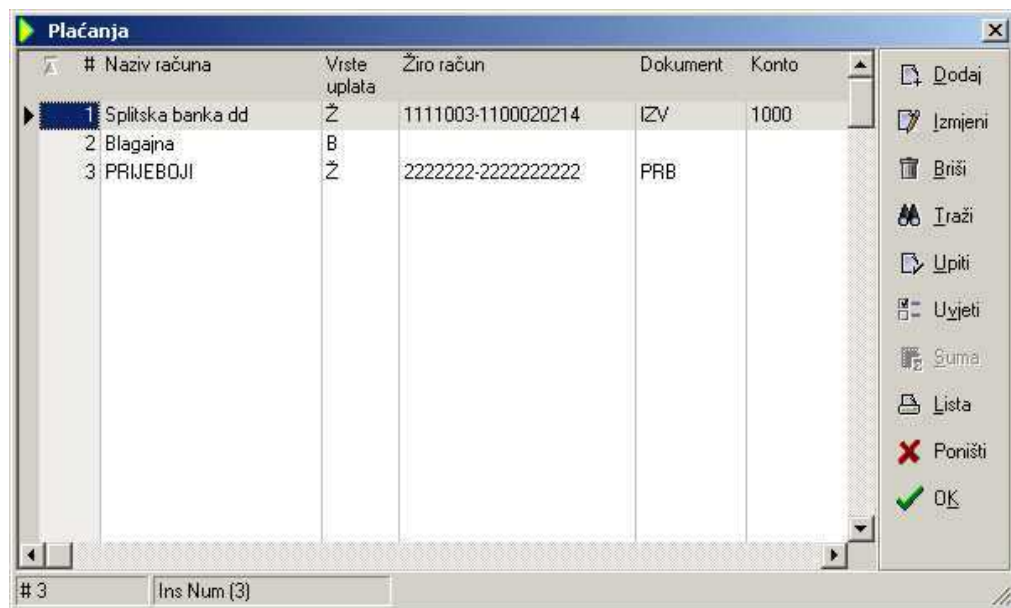 Plaćanja
# Naziv računa Vrste uplata Žiro račun Dokument Konto
1 Splitska banka dd Ž 1111003-1100020214 IZV 1000
2 Blagajna B
3 PRIJEBOJI Ž 2222222-2222222222 PRB
Dodaj
Izmjeni
Briši
Traži
Upiti
Uvjeti
Suma
Lista
Poništi
OK
# 3 Ins Num (3)